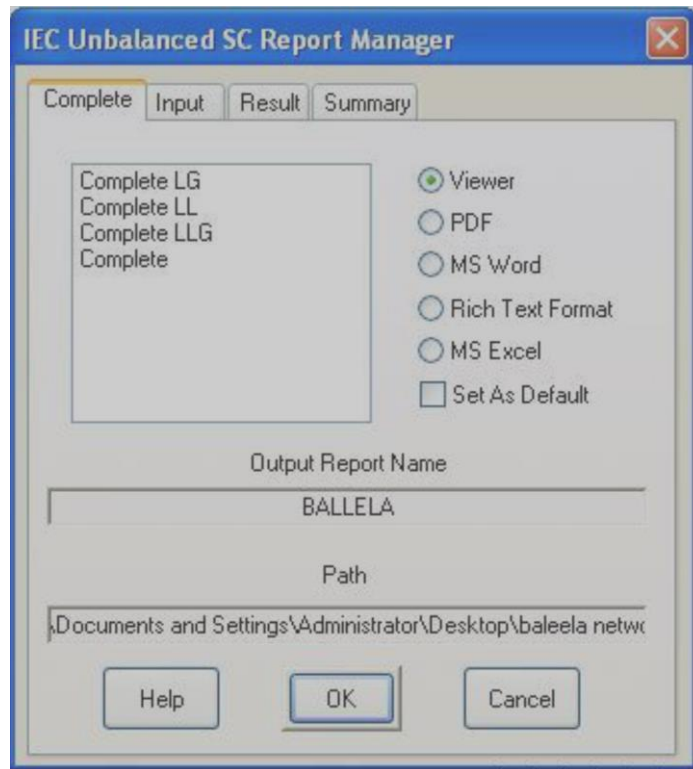 IEC Unbalanced SC Report Manager
Complete Input Result Summary
Complete LG
Complete LL
Complete LLG
Complete
Viewer
PDF
MS Word
Rich Text Format
MS Excel
Set As Default
Output Report Name
BALLELA
Path
\Documents and Settings\Administrator\Desktop\baleela netwo
Help OK Cancel